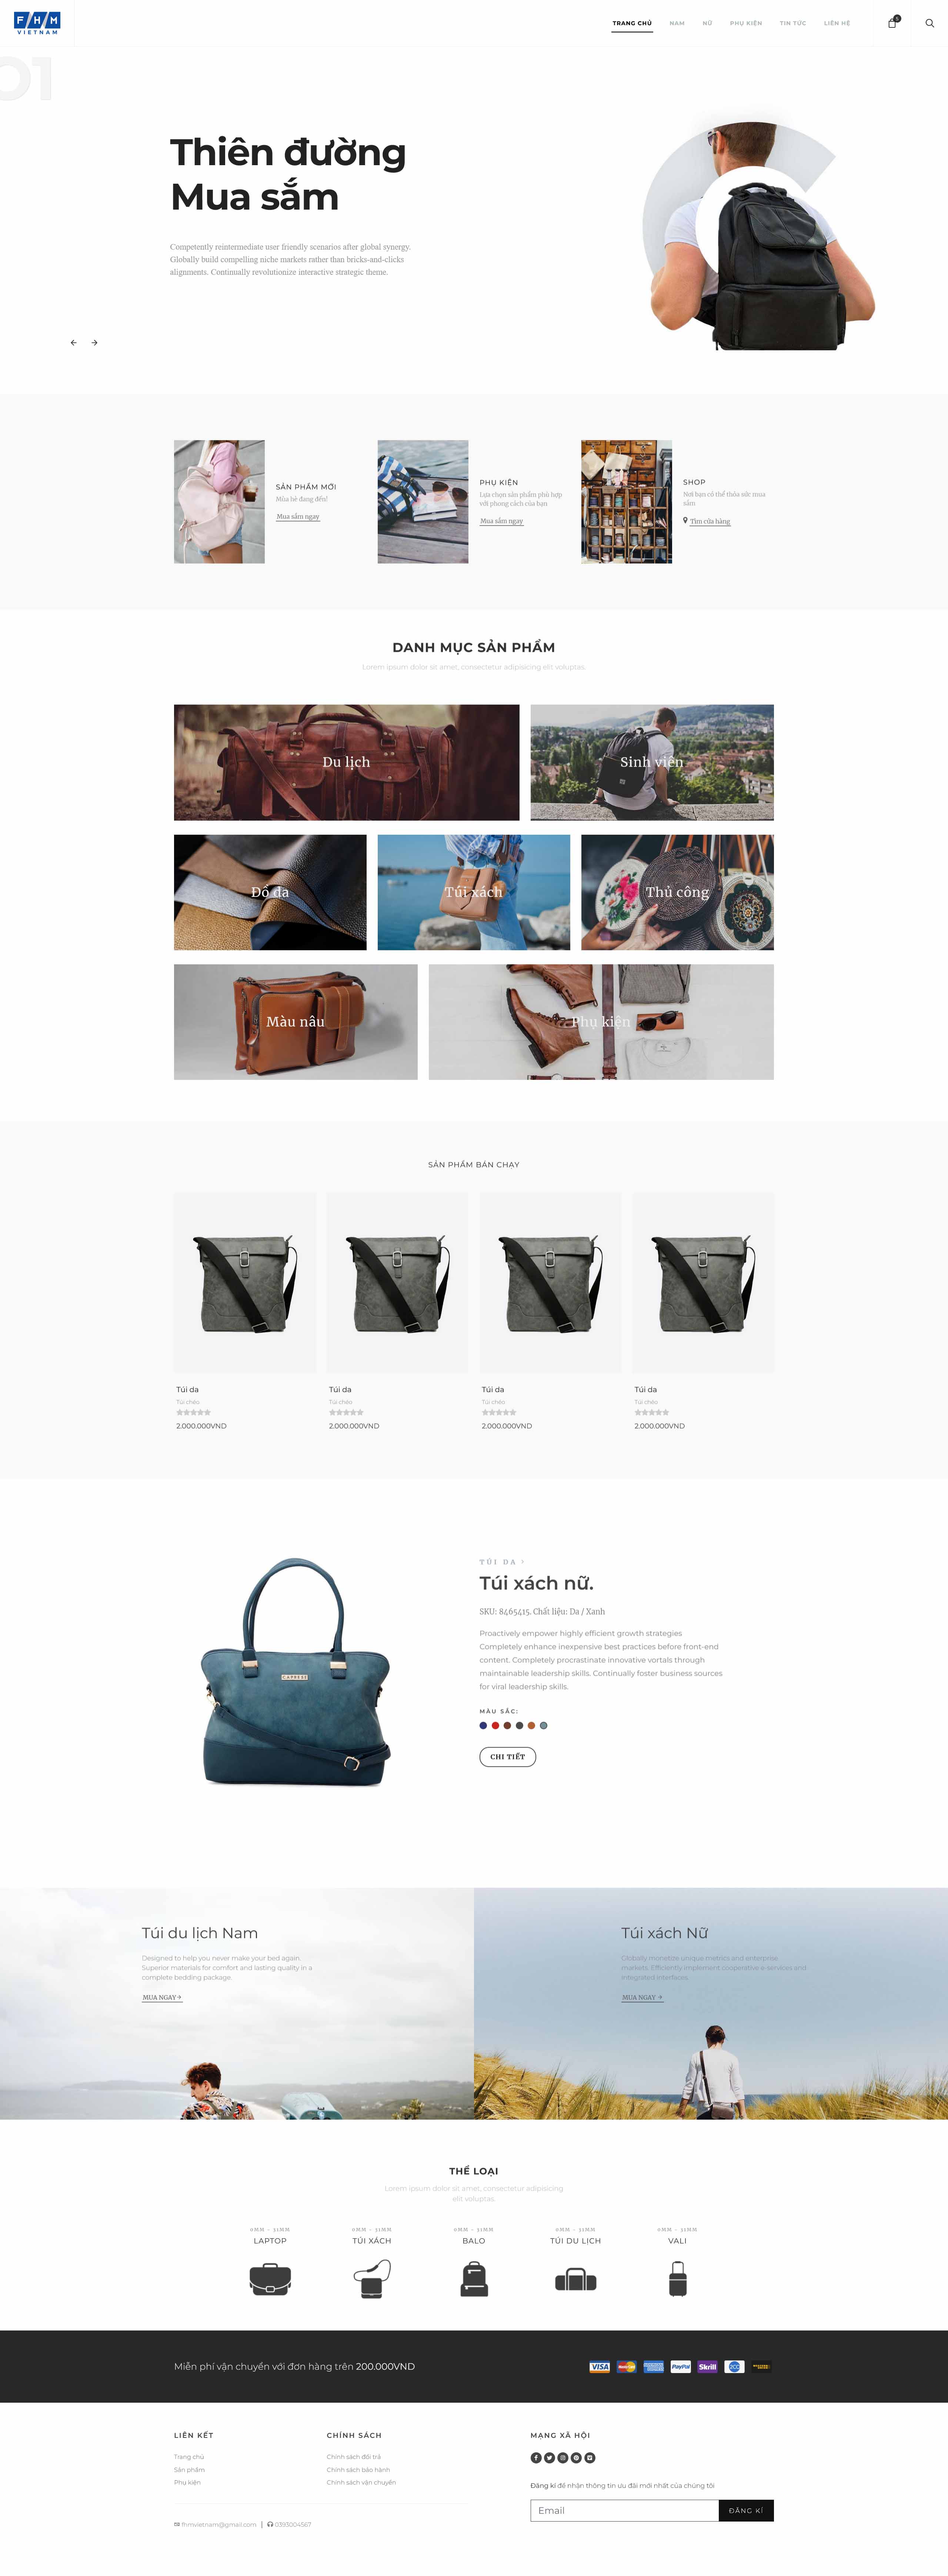 FHM
VIETNAM
TRANG CHỦ
NAM
NỮ
PHỤ KIỆN
TIN TỨC
LIÊN HỆ
01
Thiên đường
Mua sắm
Competently reintermediate user friendly scenarios after global synergy.
Globally build compelling niche markets rather than bricks-and-clicks
alignments. Continually revolutionize interactive strategic theme.
SẢN PHẨM MỚI
Mùa hè đang đến!
Mua sắm ngay
PHỤ KIỆN
Lựa chọn sản phẩm phù hợp
với phong cách của bạn
Mua sắm ngay
SHOP
Nơi bạn có thể thỏa sức mua
sắm
Tìm cửa hàng
DANH MỤC SẢN PHẨM
Lorem ipsum dolor sit amet, consectetur adipisicing elit voluptas.
Du lịch
Sinh viên
Đồ da
Túi xách
Thủ công
Màu nâu
Phụ kiện
SẢN PHẨM BÁN CHẠY
Túi da
Túi chéo
2.000.000VND
Túi da
Túi chéo
2.000.000VND
Túi da
Túi chéo
2.000.000VND
Túi da
Túi chéo
2.000.000VND
CAPRESE
TÚI DA
Túi xách nữ.
SKU: 8465415. Chất liệu: Da / Xanh
Proactively empower highly efficient growth strategies
Completely enhance inexpensive best practices before front-end
content. Completely procrastinate innovative vortals through
maintainable leadership skills. Continually foster business sources
for viral leadership skills.
MÀU SẮC:
CHI TIẾT
Túi du lịch Nam
Designed to help you never make your bed again.
Superior materials for comfort and lasting quality in a
complete bedding package.
MUA NGAY
Túi xách Nữ
Globally monetize unique metrics and enterprise
markets. Efficiently implement cooperative e-services and
integrated interfaces
MUA NGAY
THỂ LOẠI
Lorem ipsum dolor sit amet, consectetur adipisicing
elit voluptas.
0MM - 31MM
LAPTOP
0MM - 31MM
TÚI XÁCH
0MM - 31MM
BALO
0MM - 31MM
TÚI DU LỊCH
0MM - 31MM
VALI
Miễn phí vận chuyển với đơn hàng trên 200.000VND
VISA
MasterCard
PayPal
Skrill
LIÊN KẾT
Trang chủ
Sản phẩm
Phụ kiện
CHÍNH SÁCH
Chính sách đổi trả
Chính sách bảo hành
Chính sách vận chuyển
MẠNG XÃ HỘI
Đăng kí để nhận thông tin ưu đãi mới nhất của chúng tôi
Email
ĐĂNG KÍ
fhmvietnam@gmail.com | 0393004567